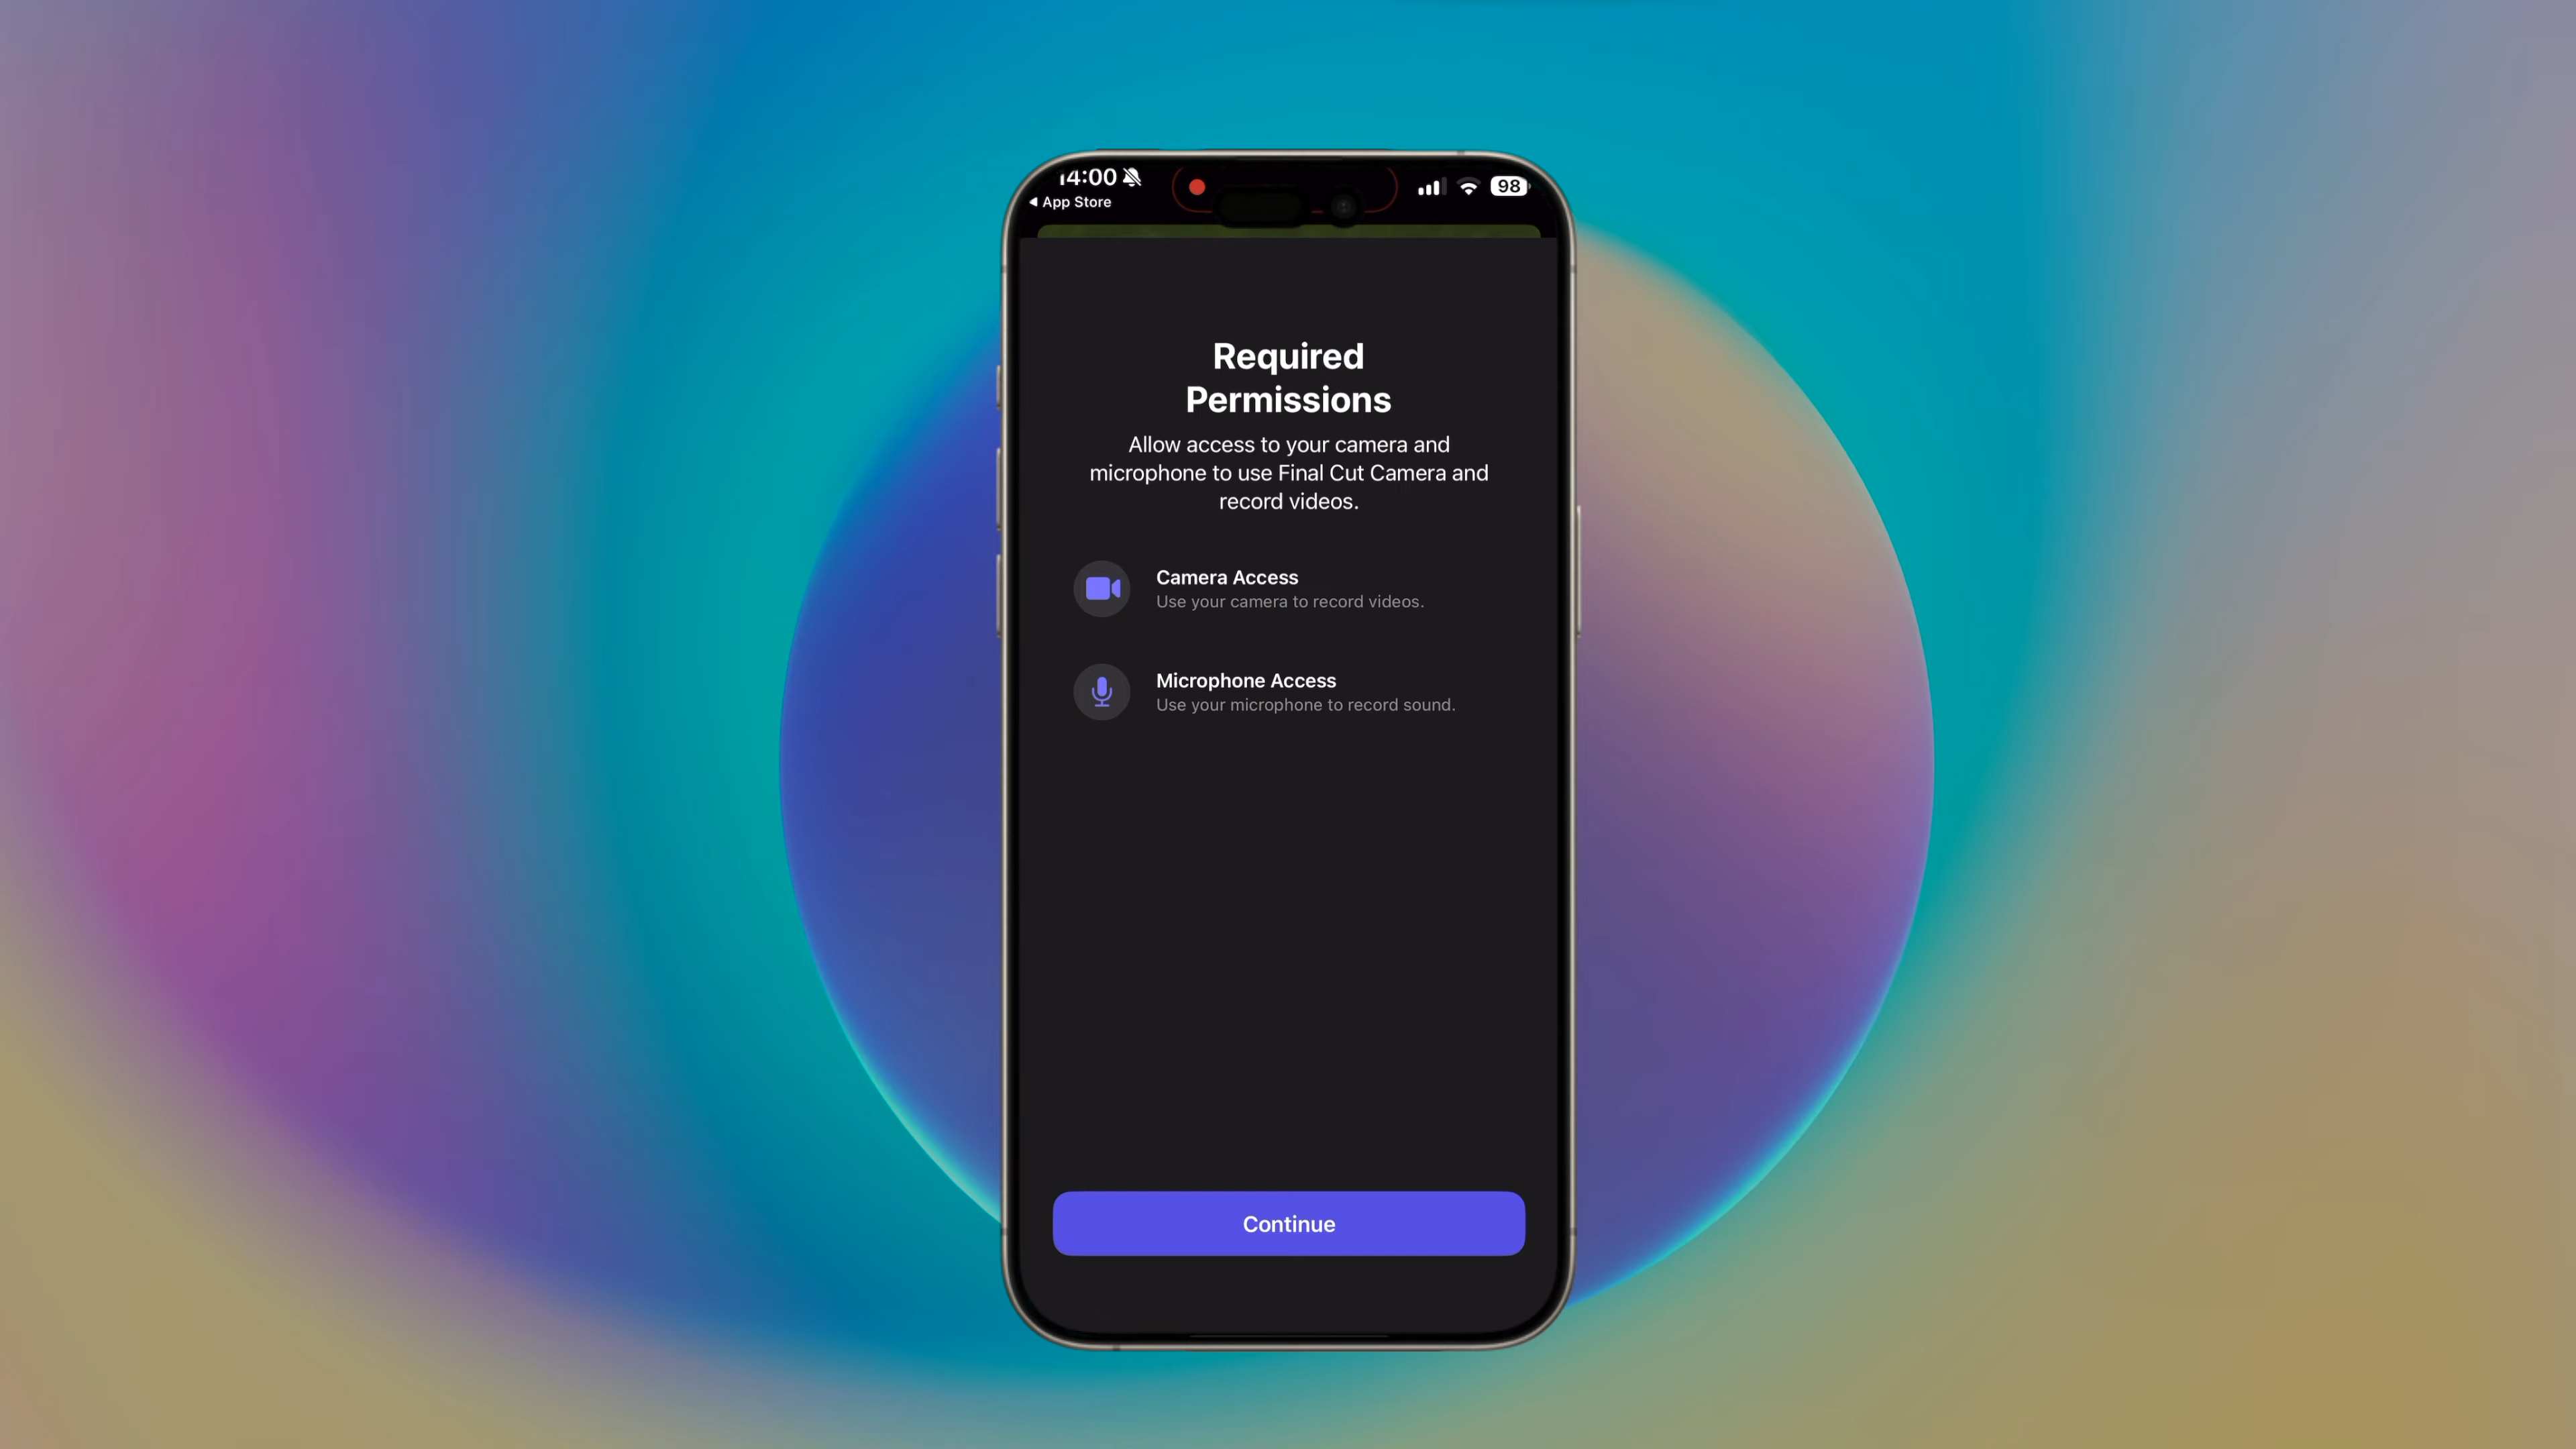 14:00
98
App Store
Required
Permissions
Allow access to your camera and
microphone to use Final Cut Camera and
record videos.
Camera Access
Use your camera to record videos.
Microphone Access
Use your microphone to record sound.
Continue